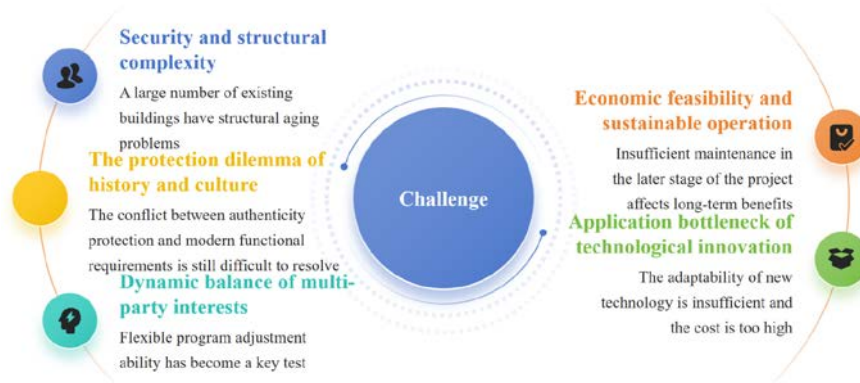 Security and structural
complexity
A large number of existing
buildings have structural aging
problems
The protection dilemma of
history and culture
The conflict between authenticity
protection and modern functional
requirements is still difficult to resolve
Dynamic balance of multi-
party interests
Flexible program adjustment
ability has become a key test
Challenge
Economic feasibility and
sustainable operation
Insufficient maintenance in
the later stage of the project
affects long-term benefits
Application bottleneck of
technological innovation
The adaptability of new
technology is insufficient and
the cost is too high